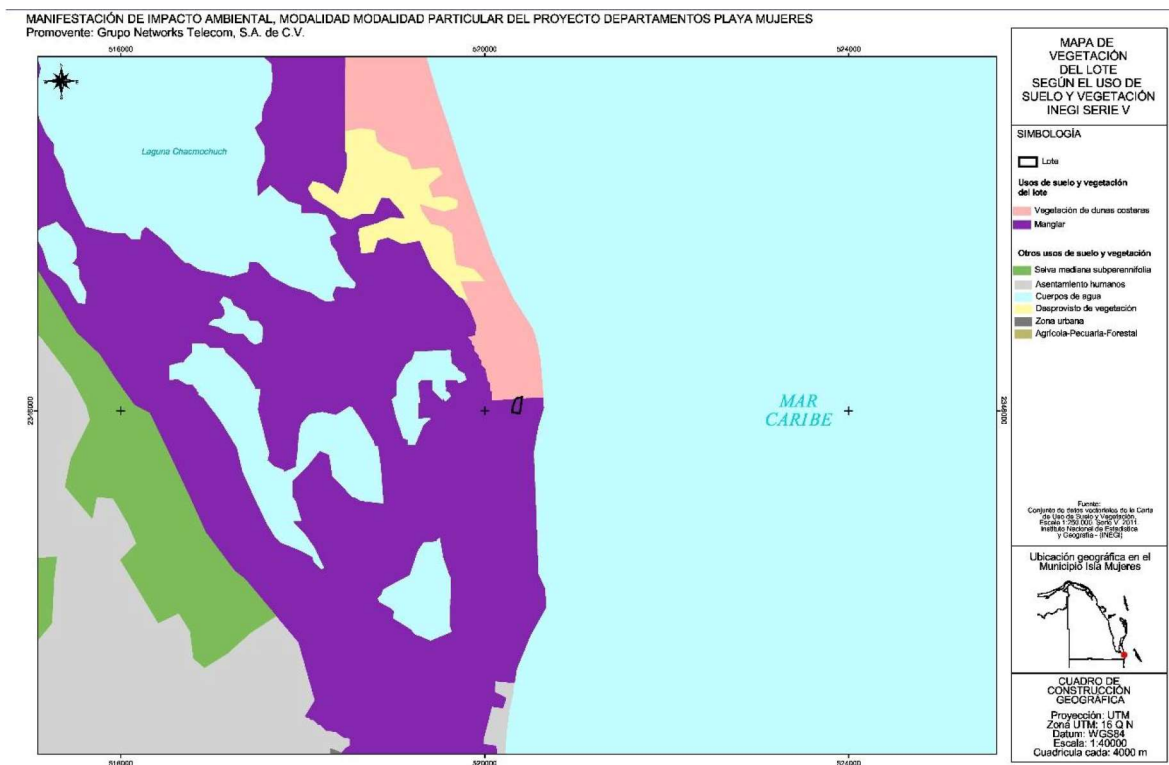 MANIFESTACIÓN DE IMPACTO AMBIENTAL, MODALIDAD MODALIDAD PARTICULAR DEL PROYECTO DEPARTAMENTOS PLAYA MUJERES
Promovente: Grupo Networks Telecom, S.A. de C.V.
516000
520000
524000
Laguna Chacmochuch
MAR
CARIBE
2348000
2348000
516000
520000
524000
MAPA DE
VEGETACIÓN
DEL LOTE
SEGÚN EL USO DE
SUELO Y VEGETACIÓN
INEGI SERIE V
SIMBOLOGÍA
Lote
Usos de suelo y vegetación
del lote
Vegetación de dunas costeras
Manglar
Otros usos de suelo y vegetación
Selva mediana subperennifolia
Asentamiento humanos
Cuerpos de agua
Desprovisto de vegetación
Zona urbana
Agrícola-Pecuaria-Forestal
Fuente:
Conjunto de datos vectoriales de la Carta
de Uso de Suelo y Vegetación,
Escala 1:250 000, Serie V. 2011
Instituto Nacional de Estadística
y Geografía - (INEGI)
Ubicación geográfica en el
Municipio Isla Mujeres
CUADRO DE
CONSTRUCCIÓN
GEOGRÁFICA
Proyección: UTM
Zona UTM: 16 Q N
Datum: WGS84
Escala: 1:40000
Cuadrícula cada: 4000 m